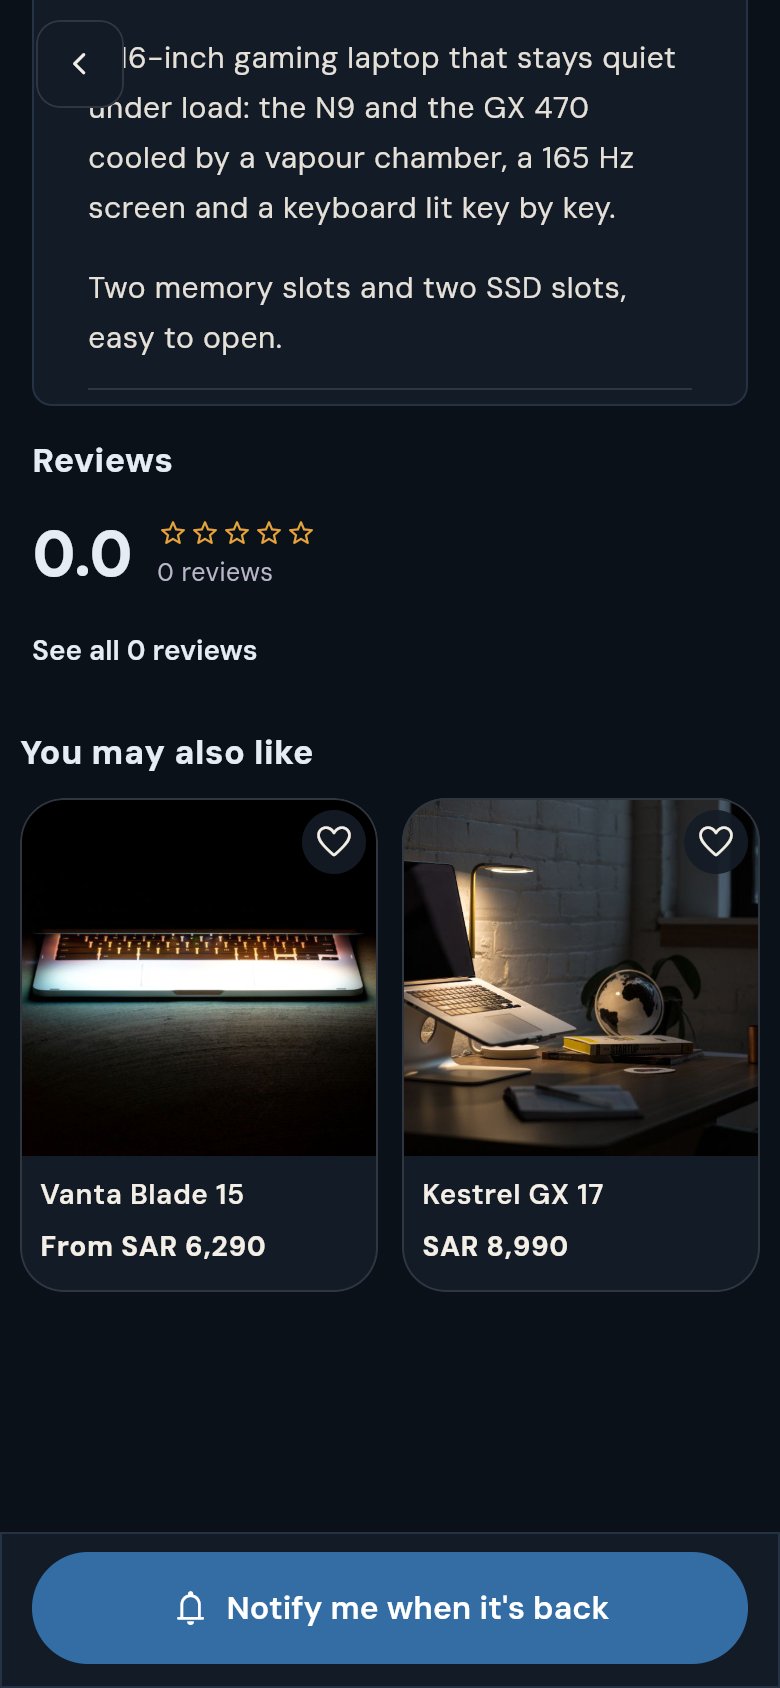 16-inch gaming laptop that stays quiet
under load: the N9 and the GX 470
cooled by a vapour chamber, a 165 Hz
screen and a keyboard lit key by key.
Two memory slots and two SSD slots,
easy to open.
Reviews
0.0
0 reviews
See all 0 reviews
You may also like
Vanta Blade 15
From SAR 6,290
Kestrel GX 17
SAR 8,990
Notify me when it's back